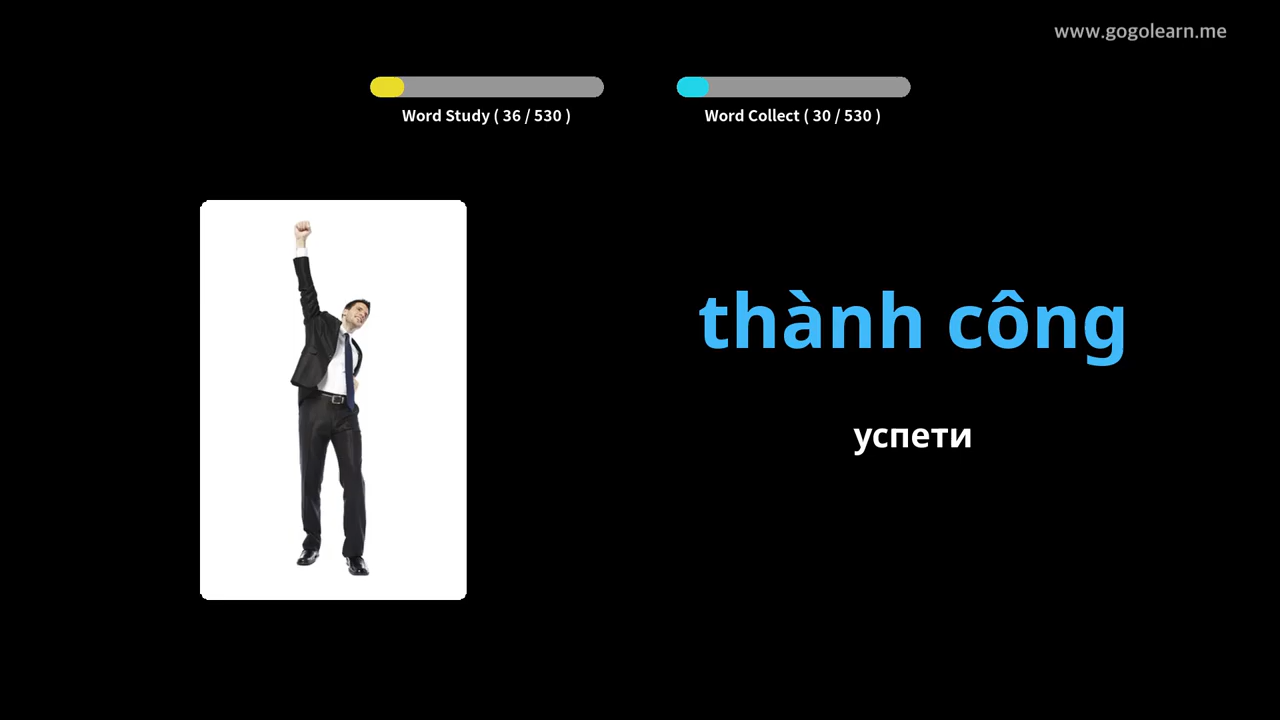 www.gogolearn.me
Word Study ( 36 / 530 )
Word Collect ( 30 / 530 )
thành công
успети